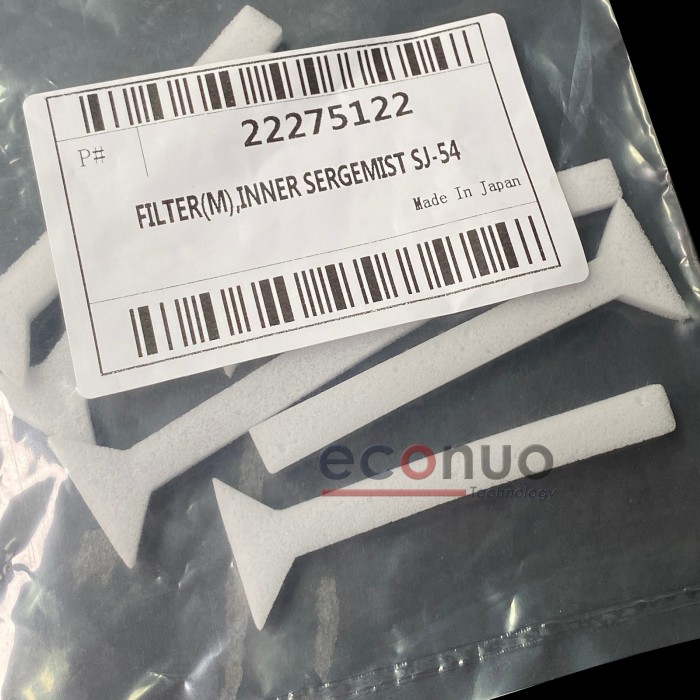 22275122
P#
FILTER(M),INNER SERGEMIST SJ-54
Made In Japan
econuo
Technology